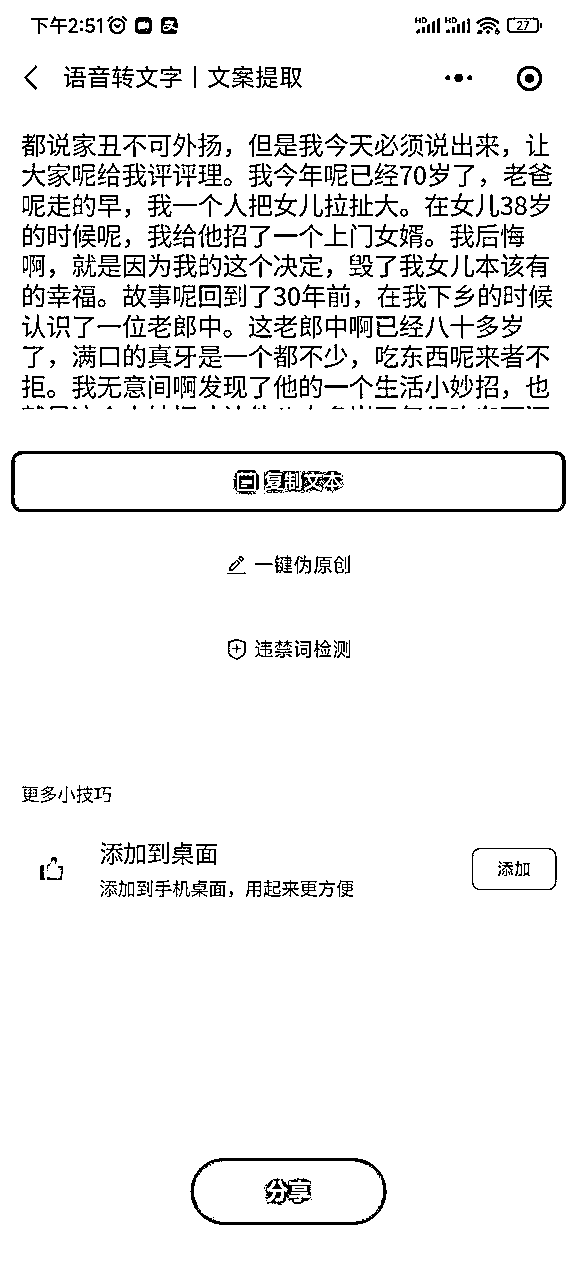 下午2:51
27
语音转文字 | 文案提取
都说家丑不可外扬，但是我今天必须说出来，让
大家呢给我评评理。我今年呢已经70岁了，老爸
呢走的早，我一个人把女儿拉扯大。在女儿38岁
的时候呢，我给他招了一个上门女婿。我后悔
啊，就是因为我的这个决定，毁了我女儿本该有
的幸福。故事呢回到了30年前，在我下乡的时候
认识了一位老郎中。这老郎中啊已经八十多岁
了，满口的真牙是一个都不少，吃东西呢来者不
拒。我无意间啊发现了他的一个生活小妙招，也
复制文本
一键伪原创
违禁词检测
更多小技巧
添加到桌面
添加到手机桌面，用起来更方便
添加
分享